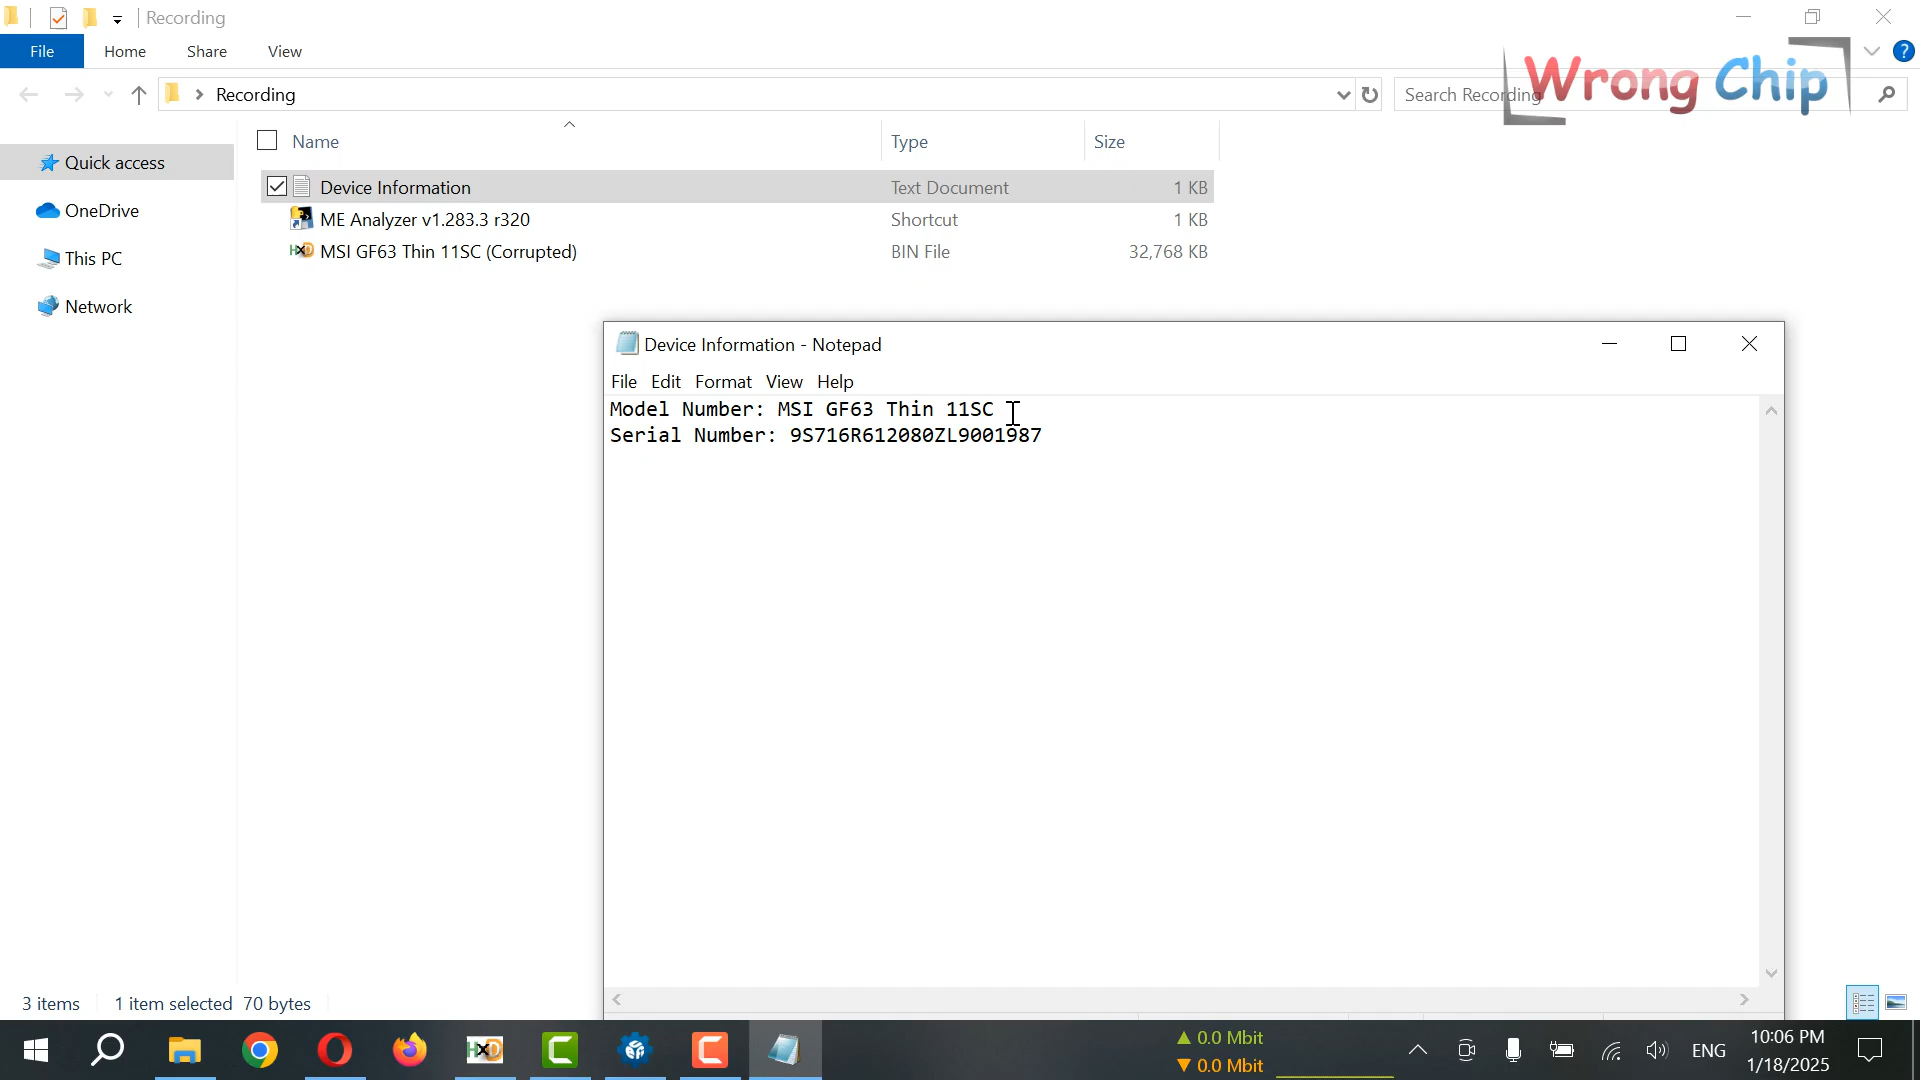 Recording
File Home Share View
Recording
Search Recording
Wrong Chip
Name Type Size
Quick access
Device Information Text Document 1 KB
OneDrive
ME Analyzer v1.283.3 r320 Shortcut 1 KB
This PC
MSI GF63 Thin 11SC (Corrupted) BIN File 32,768 KB
Network
Device Information - Notepad
File Edit Format View Help
Model Number: MSI GF63 Thin 11SC
Serial Number: 9S716R612080ZL9001987
3 items 1 item selected 70 bytes
HXD
0.0 Mbit
0.0 Mbit
ENG
10:06 PM
1/18/2025